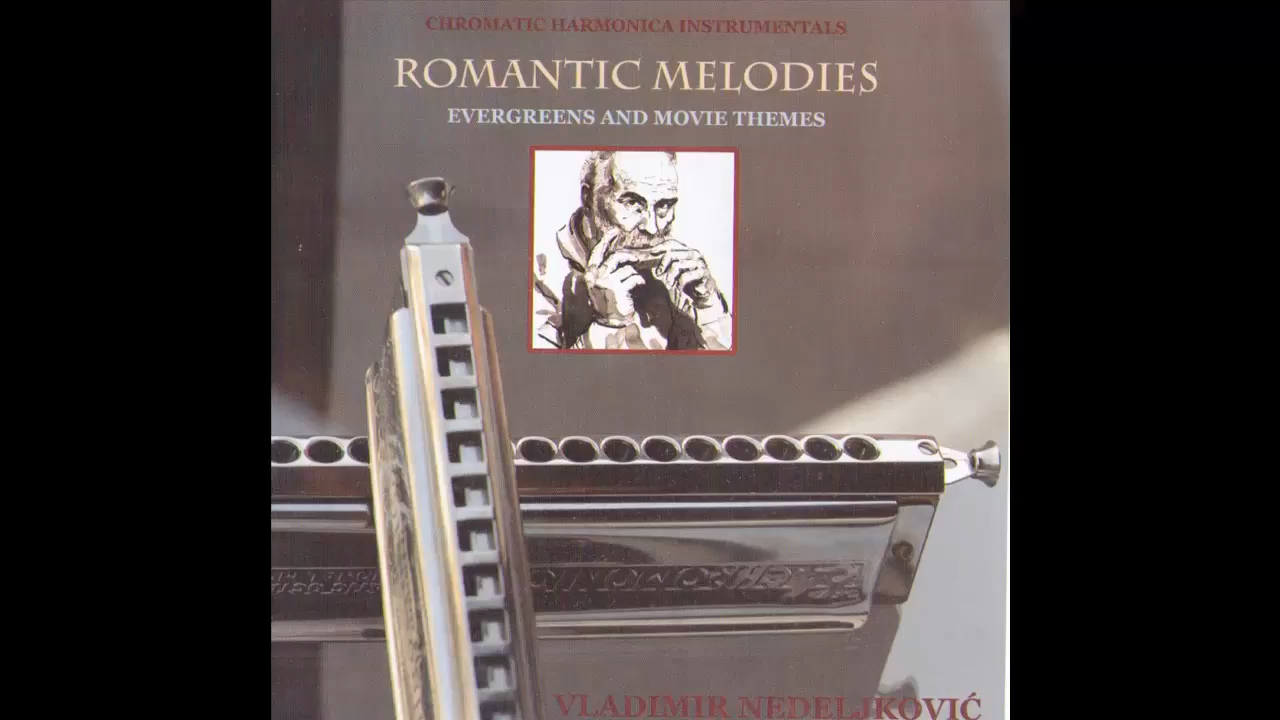 CHROMATIC HARMONICA INSTRUMENTALS
ROMANTIC MELODIES
EVERGREENS AND MOVIE THEMES
VLADIMIR NEDELJKOVIĆ